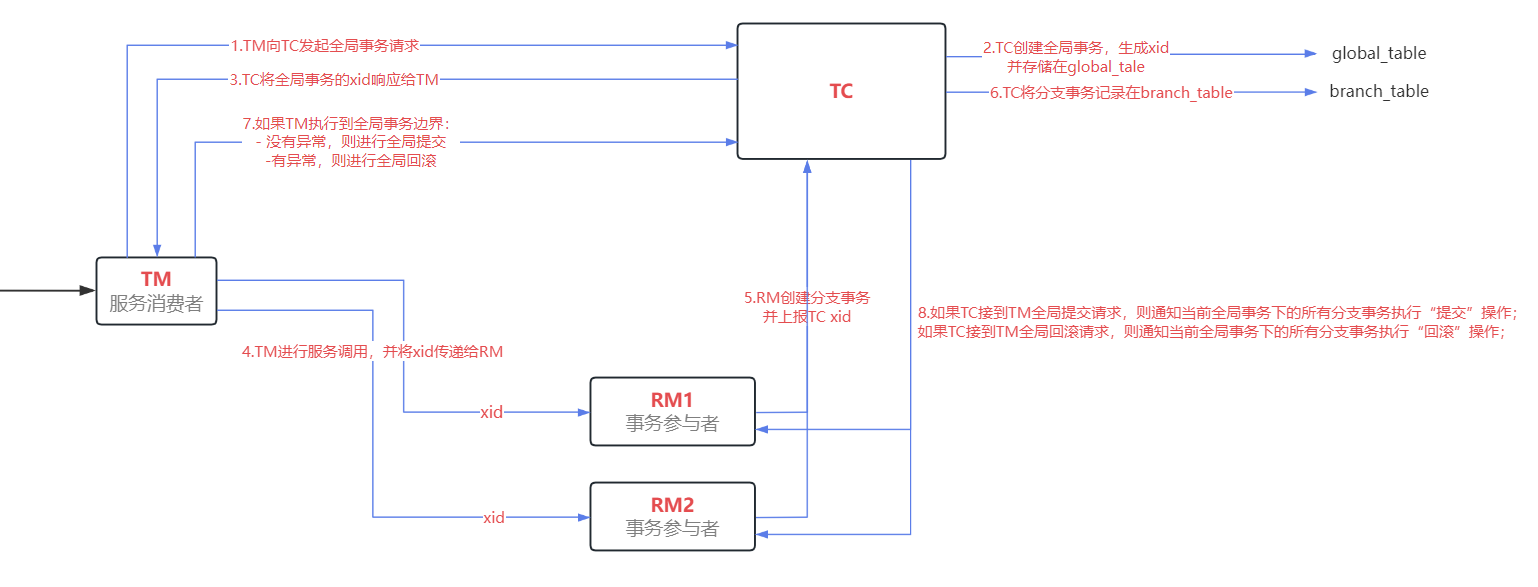 1.TM向TC发起全局事务请求
TC
2.TC创建全局事务，生成xid
并存储在global_tale
global_table
3.TC将全局事务的xid响应给TM
6.TC将分支事务记录在branch_table
branch_table
7.如果TM执行到全局事务边界：
- 没有异常，则进行全局提交
-有异常，则进行全局回滚
TM
服务消费者
5.RM创建分支事务
并上报TC xid
8.如果TC接到TM全局提交请求，则通知当前全局事务下的所有分支事务执行“提交”操作；
如果TC接到TM全局回滚请求，则通知当前全局事务下的所有分支事务执行“回滚”操作；
4.TM进行服务调用，并将xid传递给RM
xid
RM1
事务参与者
xid
RM2
事务参与者